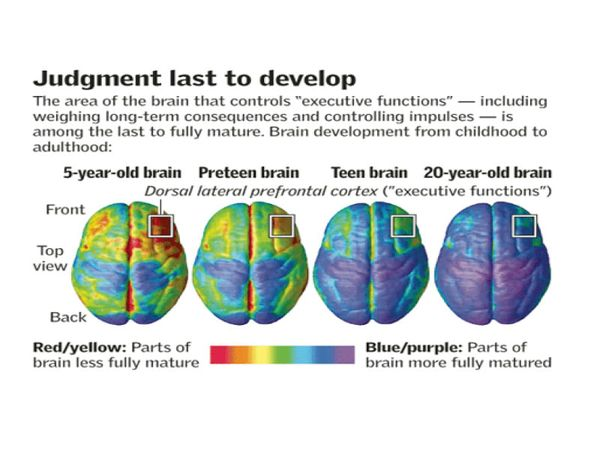 Judgment last to develop
The area of the brain that controls "executive functions" — including
weighing long-term consequences and controlling impulses — is
among the last to fully mature. Brain development from childhood to
adulthood:
5-year-old brain Preteen brain Teen brain 20-year-old brain
Dorsal lateral prefrontal cortex ("executive functions")
Front
Top
view
Back
Red/yellow: Parts of
brain less fully mature
Blue/purple: Parts of
brain more fully matured